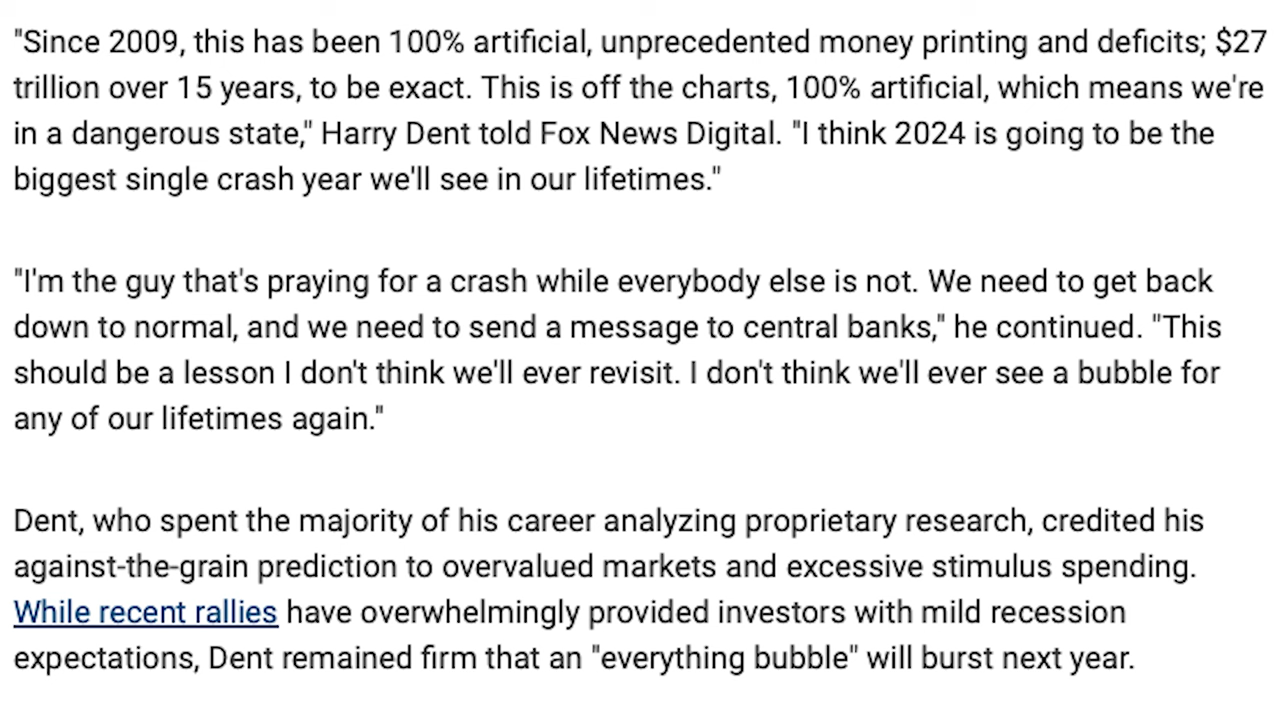 "Since 2009, this has been 100% artificial, unprecedented money printing and deficits; $27
trillion over 15 years, to be exact. This is off the charts, 100% artificial, which means we're
in a dangerous state," Harry Dent told Fox News Digital. "I think 2024 is going to be the
biggest single crash year we'll see in our lifetimes."
"I'm the guy that's praying for a crash while everybody else is not. We need to get back
down to normal, and we need to send a message to central banks," he continued. "This
should be a lesson I don't think we'll ever revisit. I don't think we'll ever see a bubble for
any of our lifetimes again."
Dent, who spent the majority of his career analyzing proprietary research, credited his
against-the-grain prediction to overvalued markets and excessive stimulus spending.
While recent rallies have overwhelmingly provided investors with mild recession
expectations, Dent remained firm that an "everything bubble" will burst next year.